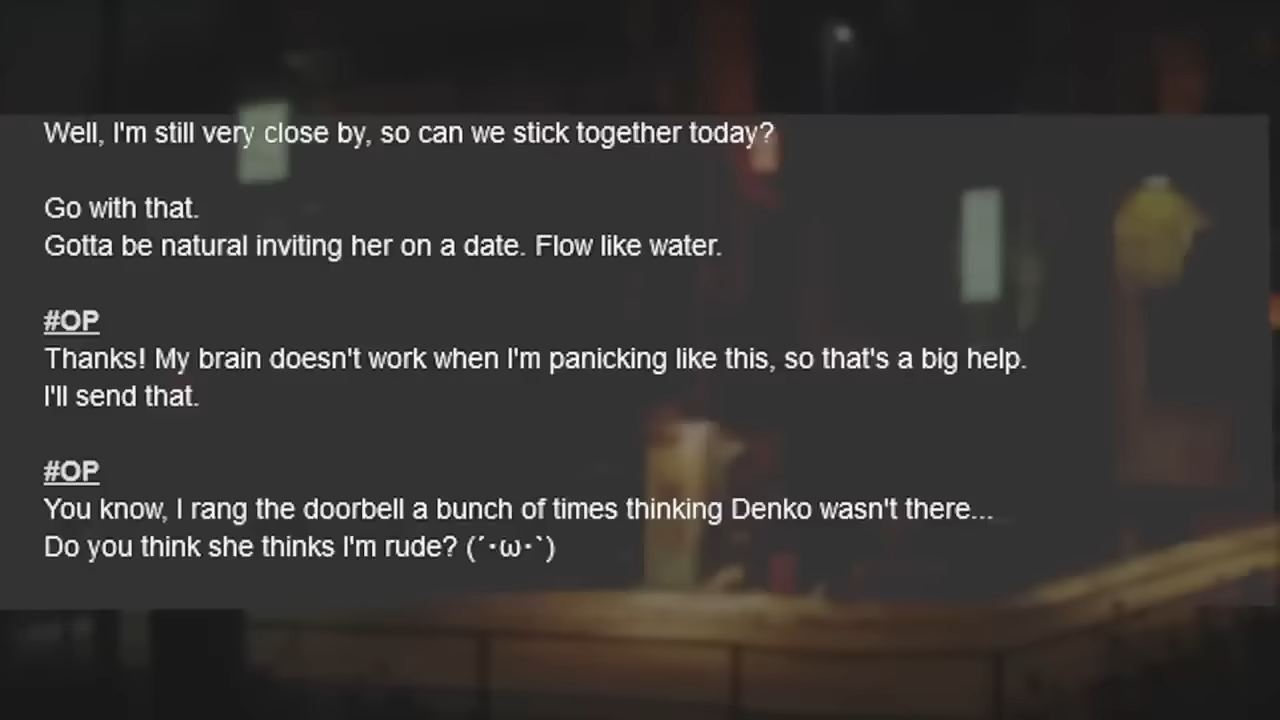 Well, I'm still very close by, so can we stick together today?
Go with that.
Gotta be natural inviting her on a date. Flow like water.
#OP
Thanks! My brain doesn't work when I'm panicking like this, so that's a big help.
I'll send that.
#OP
You know, I rang the doorbell a bunch of times thinking Denko wasn't there...
Do you think she thinks I'm rude? (´･ω･`)